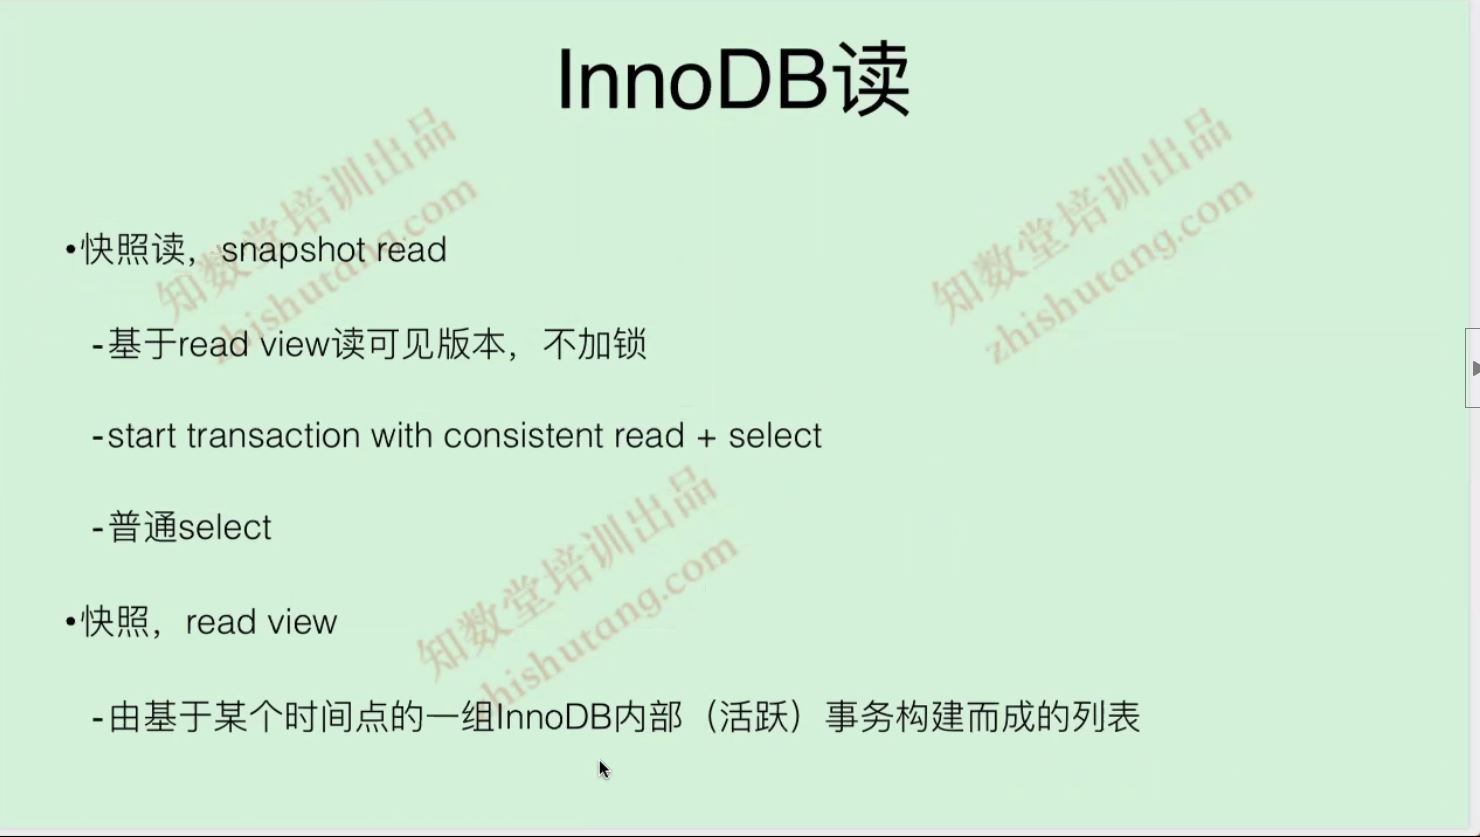 InnoDB读
•快照读，snapshot read
-基于read view读可见版本，不加锁
-start transaction with consistent read + select
-普通select
•快照，read view
-由基于某个时间点的一组InnoDB内部（活跃）事务构建而成的列表
知数堂培训出品
zhishutang.com
知数堂培训出品
zhishutang.com
知数堂培训出品
zhishutang.com